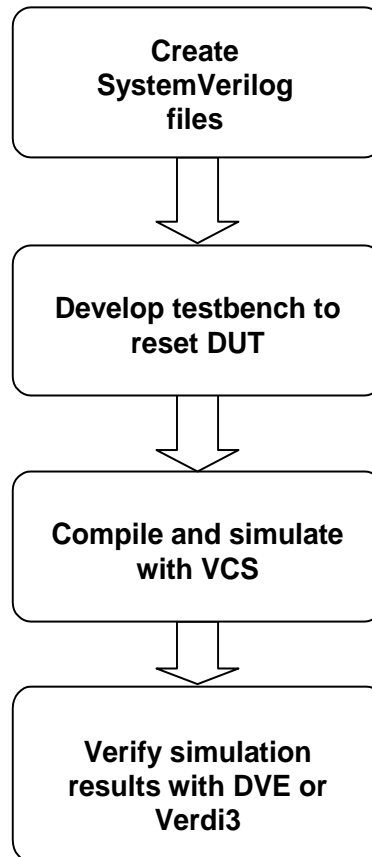 Create
SystemVerilog
files
Develop testbench to
reset DUT
Compile and simulate
with VCS
Verify simulation
results with DVE or
Verdi3